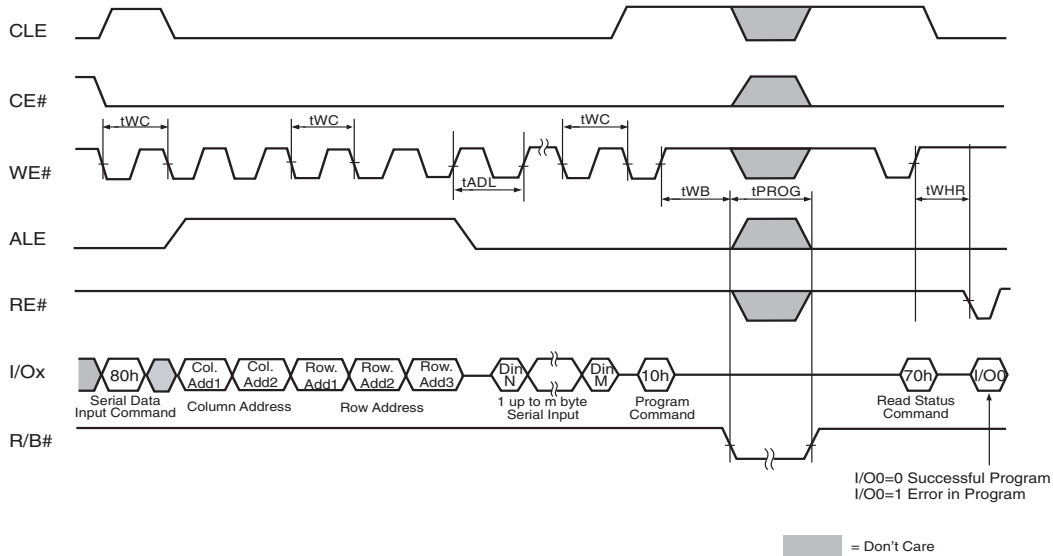 CLE
CE#
tWC
tWC
tWC
WE#
tADL
tWB
tPROG
tWHR
ALE
RE#
I/Ox
80h
Col. Add1
Col. Add2
Row. Add1
Row. Add2
Row. Add3
Din N
Din M
10h
70h
I/O0
Serial Data
Input Command
Column Address
Row Address
1 up to m byte
Serial Input
Program
Command
Read Status
Command
R/B#
I/O0=0 Successful Program
I/O0=1 Error in Program
= Don't Care